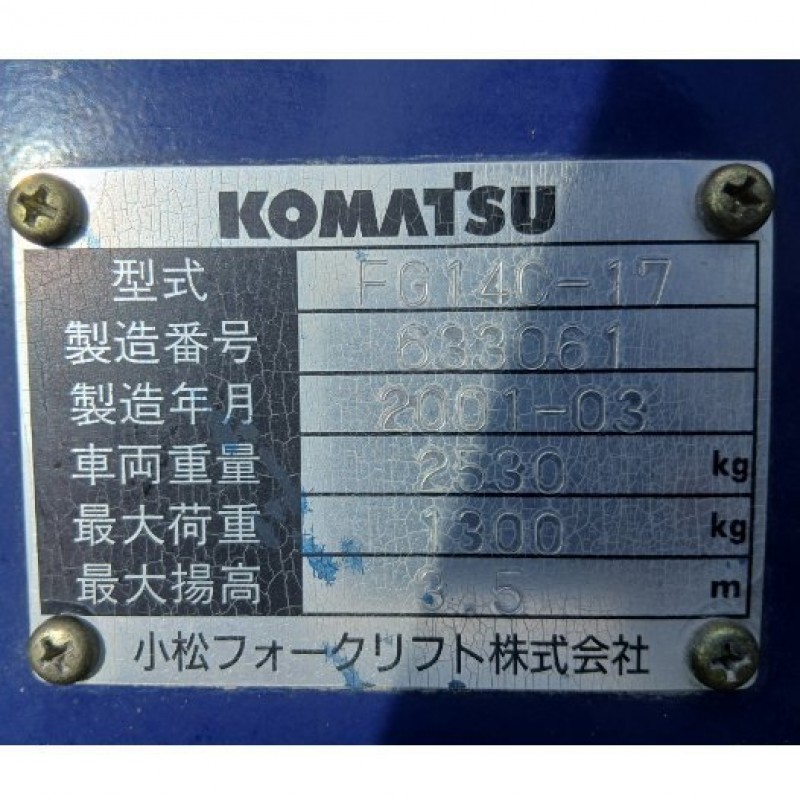 KOMATSU
型式 FG14C-17
製造番号 633061
製造年月 2001-03
車両重量 2530 kg
最大荷重 1300 kg
最大揚高 3.5 m
小松フォークリフト株式会社